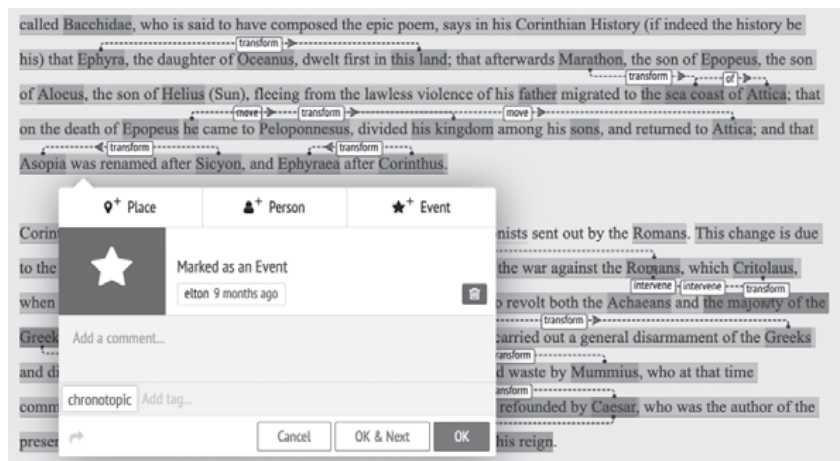 called Bacchidae, who is said to have composed the epic poem, says in his Corinthian History (if indeed the history be
transform
his) that Ephyra, the daughter of Oceanus, dwelt first in this land; that afterwards Marathon, the son of Epopeus, the son
transform of
of Aloeus, the son of Helius (Sun), fleeing from the lawless violence of his father migrated to the sea coast of Attica; that
move transform move
on the death of Epopeus he came to Peloponnesus, divided his kingdom among his sons, and returned to Attica; and that
transform transform
Asopia was renamed after Sicyon, and Ephyraea after Corinthus.
Place Person Event
Corin nists sent out by the Romans. This change is due
Marked as an Event
to the the war against the Romans, which Critolaus,
intervene intervene transform
elton 9 months ago
when o revolt both the Achaeans and the majority of the
transform
Add a comment...
Greek carried out a general disarmament of the Greeks
ransform
and di d waste by Mummius, who at that time
ransform
chronotopic Add tag...
comm refounded by Caesar, who was the author of the
Cancel OK & Next OK
presen his reign.